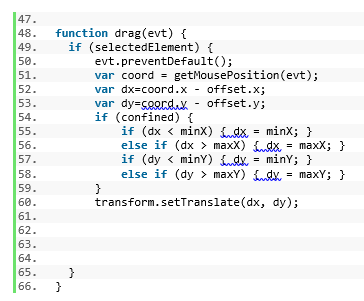 47.
48. function drag(evt) {
49. if (selectedElement) {
50. evt.preventDefault();
51. var coord = getMousePosition(evt);
52. var dx=coord.x - offset.x;
53. var dy=coord.y - offset.y;
54. if (confined) {
55. if (dx < minX) { dx = minX; }
56. else if (dx > maxX) { dx = maxX; }
57. if (dy < minY) { dy = minY; }
58. else if (dy > maxY) { dy = maxY; }
59. }
60. transform.setTranslate(dx, dy);
61.
62.
63.
64.
65. }
66. }